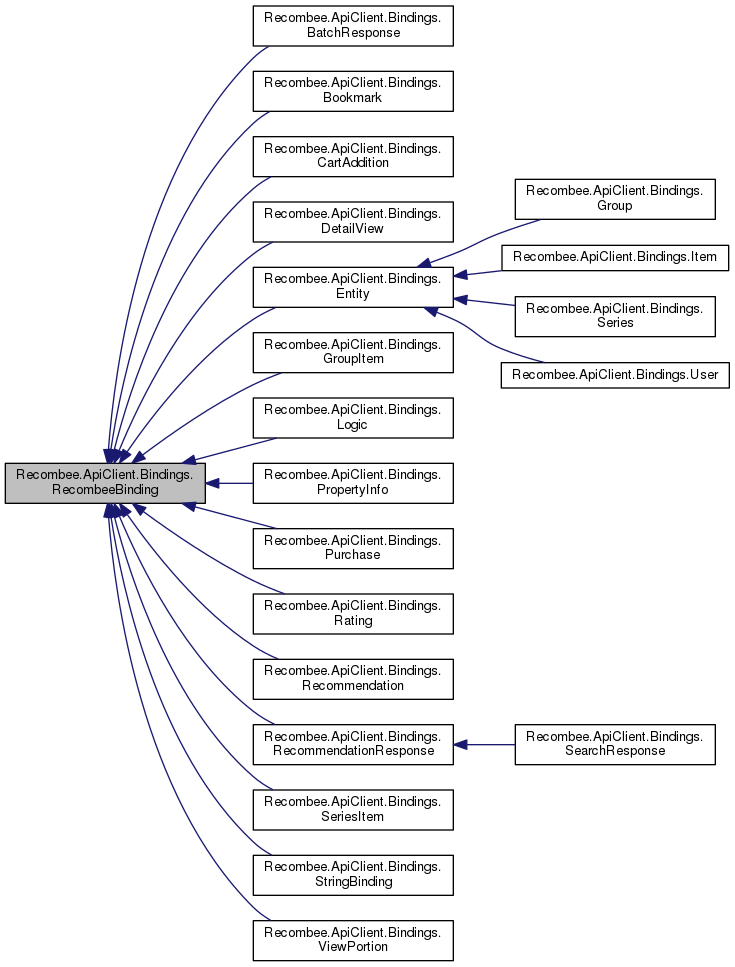 Recombee.ApiClient.Bindings.
BatchResponse
Recombee.ApiClient.Bindings.
Bookmark
Recombee.ApiClient.Bindings.
CartAddition
Recombee.ApiClient.Bindings.
DetailView
Recombee.ApiClient.Bindings.
Entity
Recombee.ApiClient.Bindings.
GroupItem
Recombee.ApiClient.Bindings.
Logic
Recombee.ApiClient.Bindings.
RecombeeBinding
Recombee.ApiClient.Bindings.
PropertyInfo
Recombee.ApiClient.Bindings.
Purchase
Recombee.ApiClient.Bindings.
Rating
Recombee.ApiClient.Bindings.
Recommendation
Recombee.ApiClient.Bindings.
RecommendationResponse
Recombee.ApiClient.Bindings.
SeriesItem
Recombee.ApiClient.Bindings.
StringBinding
Recombee.ApiClient.Bindings.
ViewPortion
Recombee.ApiClient.Bindings.
Group
Recombee.ApiClient.Bindings.Item
Recombee.ApiClient.Bindings.
Series
Recombee.ApiClient.Bindings.User
Recombee.ApiClient.Bindings.
SearchResponse